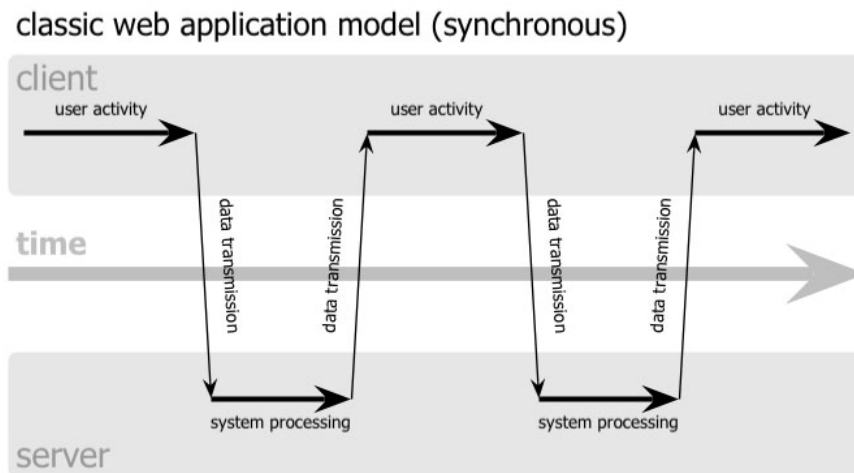 classic web application model (synchronous)
client
user activity
user activity
user activity
data transmission
data transmission
data transmission
data transmission
time
system processing
system processing
server